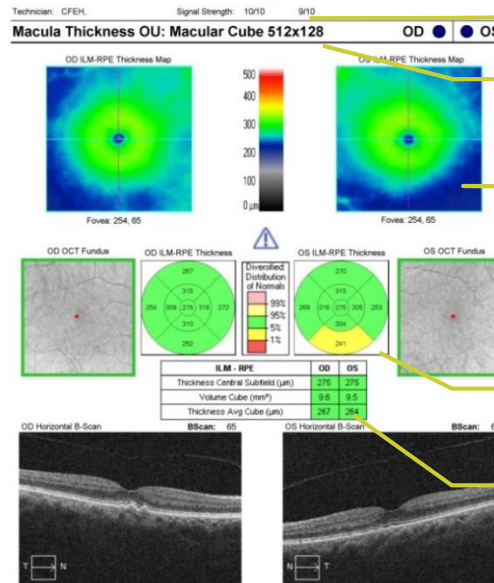 Technician: CFEH, Signal Strength: 10/10 9/10
Macula Thickness OU: Macular Cube 512x128 OD OS
OD ILM-RPE Thickness Map
OS ILM-RPE Thickness Map
500
400
300
200
100
0 µm
Fovea: 254, 65
Fovea: 254, 65
OD OCT Fundus
OD ILM-RPE Thickness
OS ILM-RPE Thickness
OS OCT Fundus
267
315
254 309 275 316 272
310
252
Diversified:
Distribution
of Normals
99%
95%
5%
1%
270
315
269 316 275 305 253
304
241
ILM - RPE OD OS
Thickness Central Subfield (µm) 275 275
Volume Cube (mm³) 9.6 9.5
Thickness Avg Cube (µm) 267 264
OD Horizontal B-Scan BScan: 65
OS Horizontal B-Scan BScan: 6
T N
T N